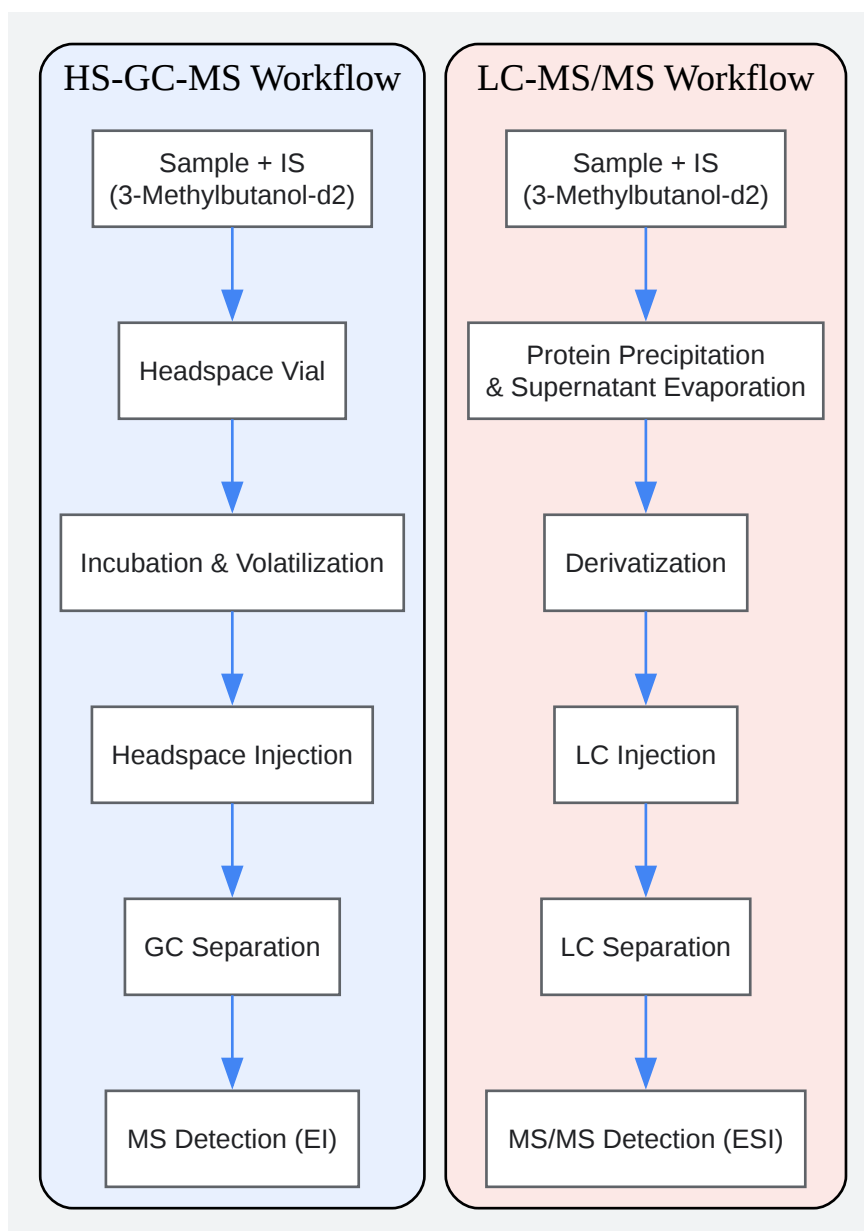 HS-GC-MS Workflow
Sample + IS
(3-Methylbutanol-d2)
Headspace Vial
Incubation & Volatilization
Headspace Injection
GC Separation
MS Detection (EI)
LC-MS/MS Workflow
Sample + IS
(3-Methylbutanol-d2)
Protein Precipitation
& Supernatant Evaporation
Derivatization
LC Injection
LC Separation
MS/MS Detection (ESI)